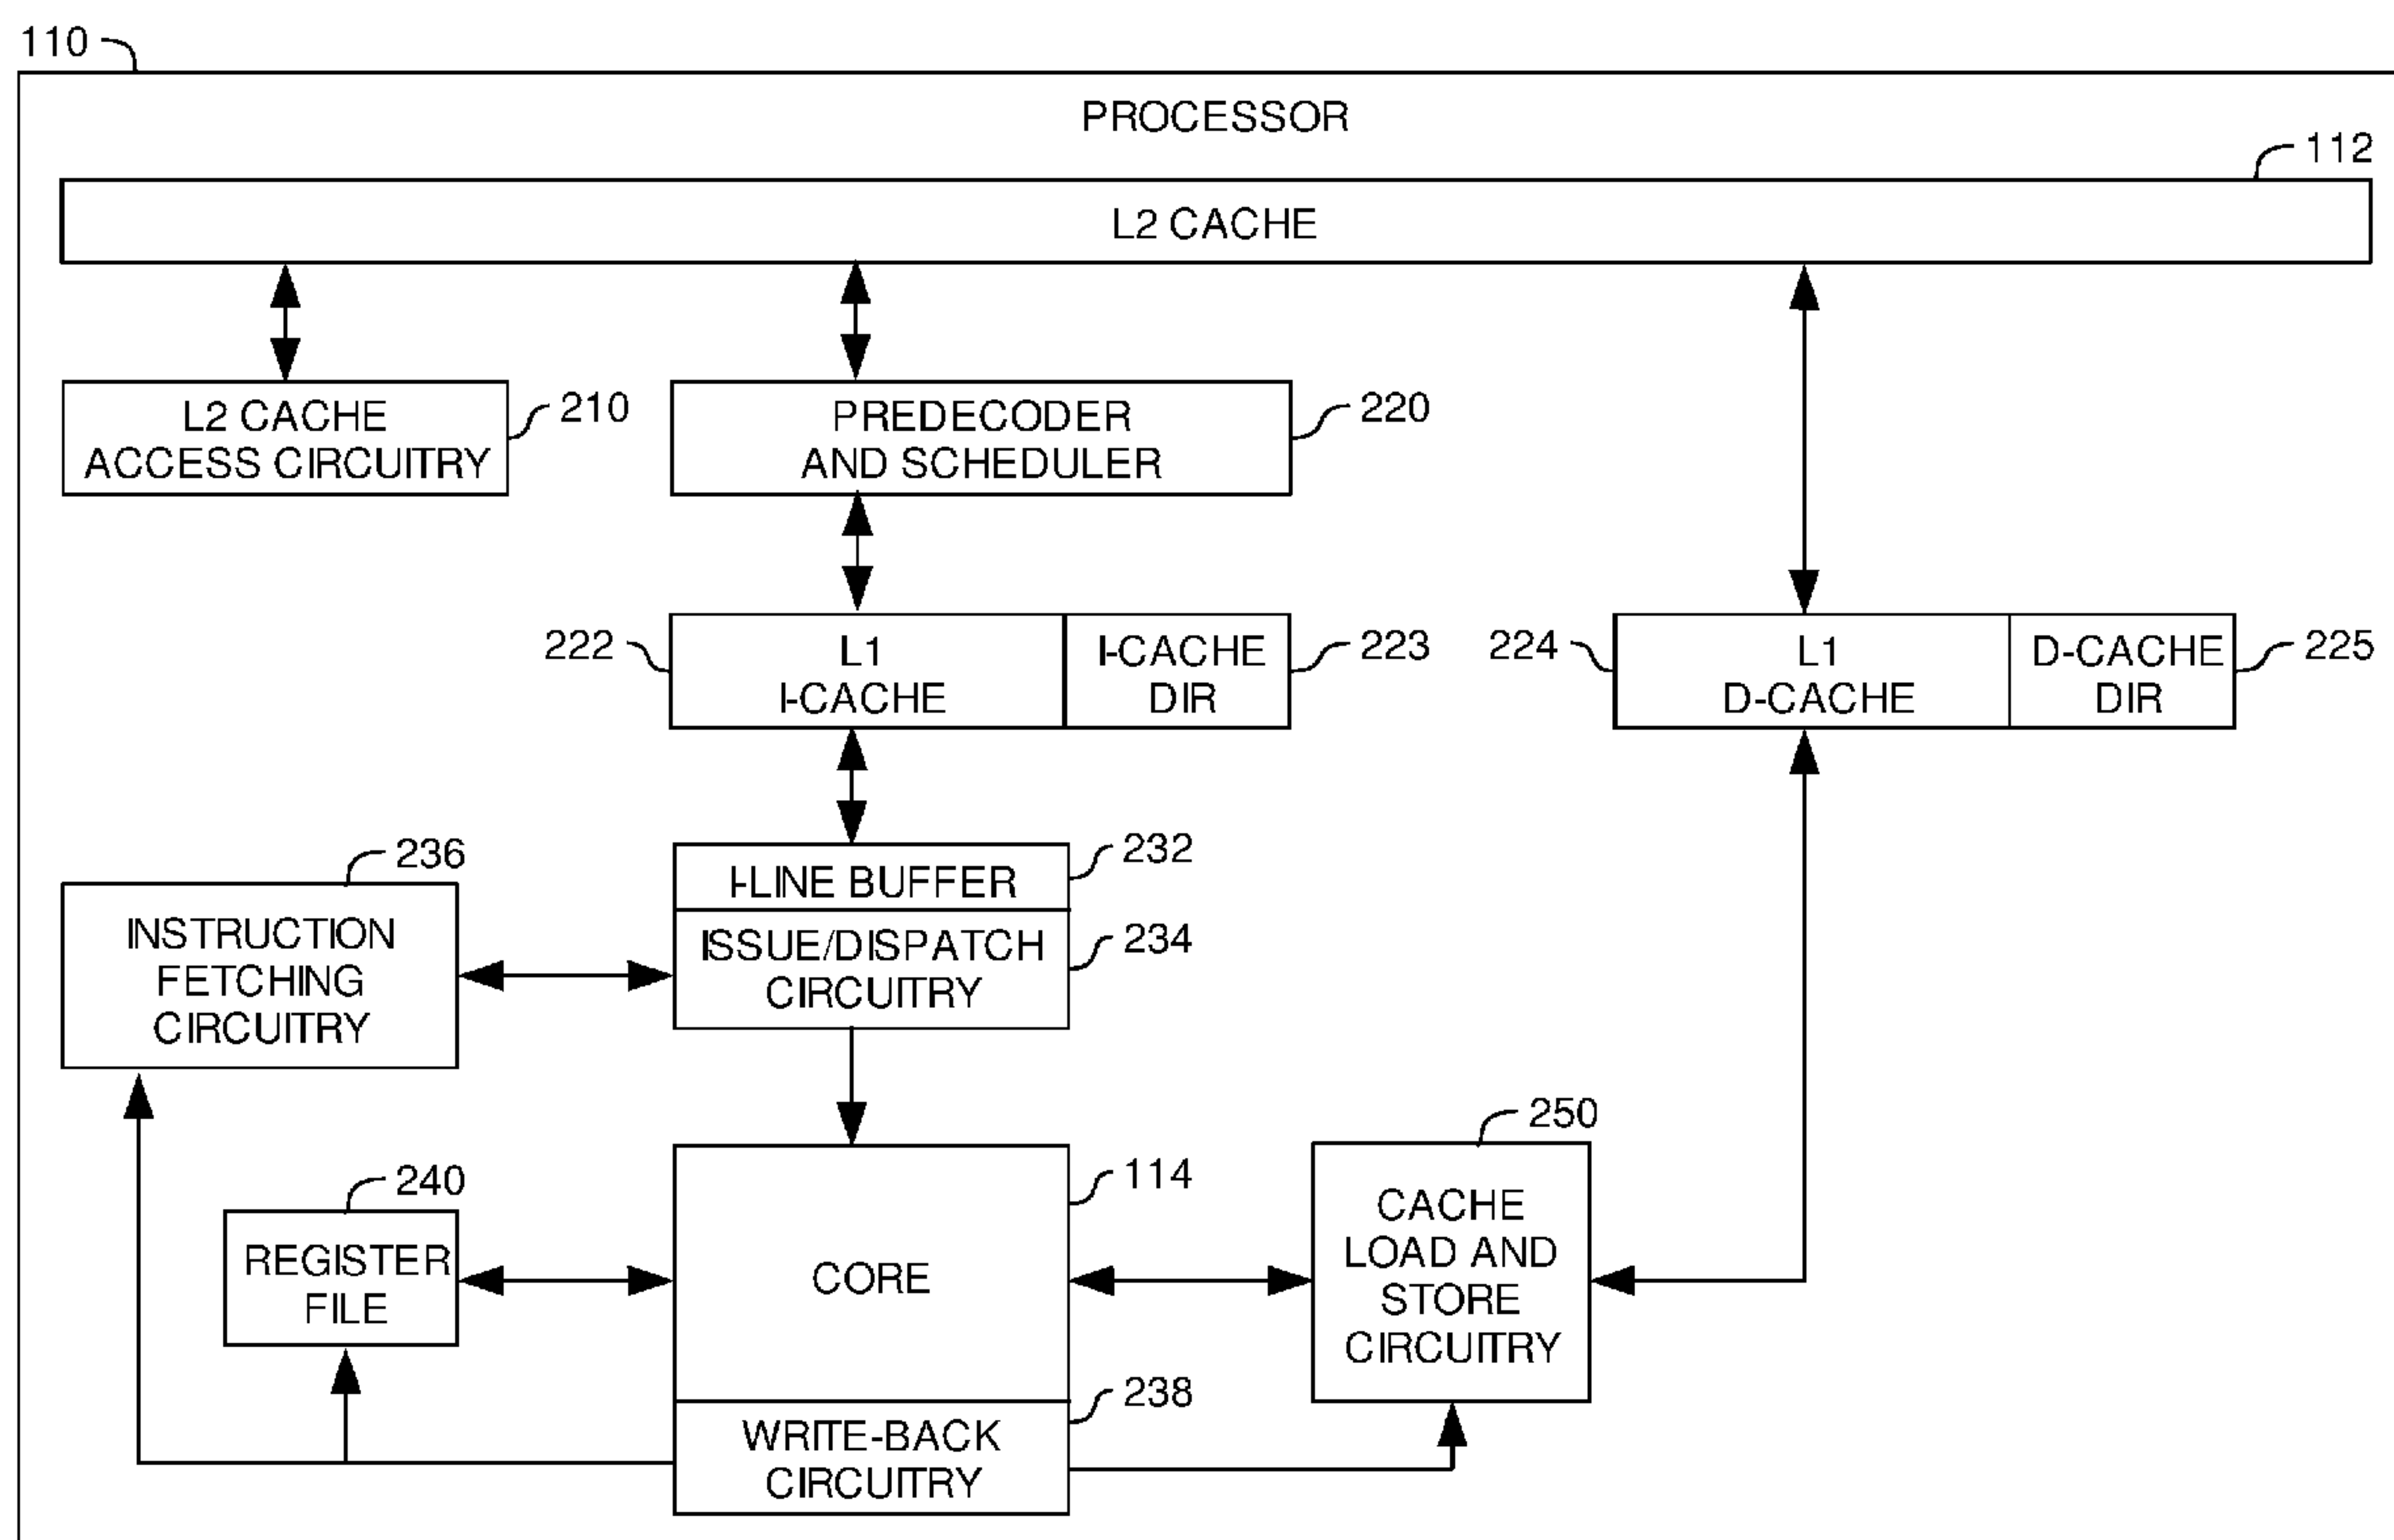 110
PROCESSOR
112
L2 CACHE
L2 CACHE
ACCESS CIRCUITRY
210
PREDECODER
AND SCHEDULER
220
222
L1
I-CACHE
I-CACHE
DIR
223
224
L1
D-CACHE
D-CACHE
DIR
225
236
INSTRUCTION
FETCHING
CIRCUITRY
I-LINE BUFFER
232
ISSUE/DISPATCH
CIRCUITRY
234
240
REGISTER
FILE
CORE
114
250
CACHE
LOAD AND
STORE
CIRCUITRY
WRITE-BACK
CIRCUITRY
238